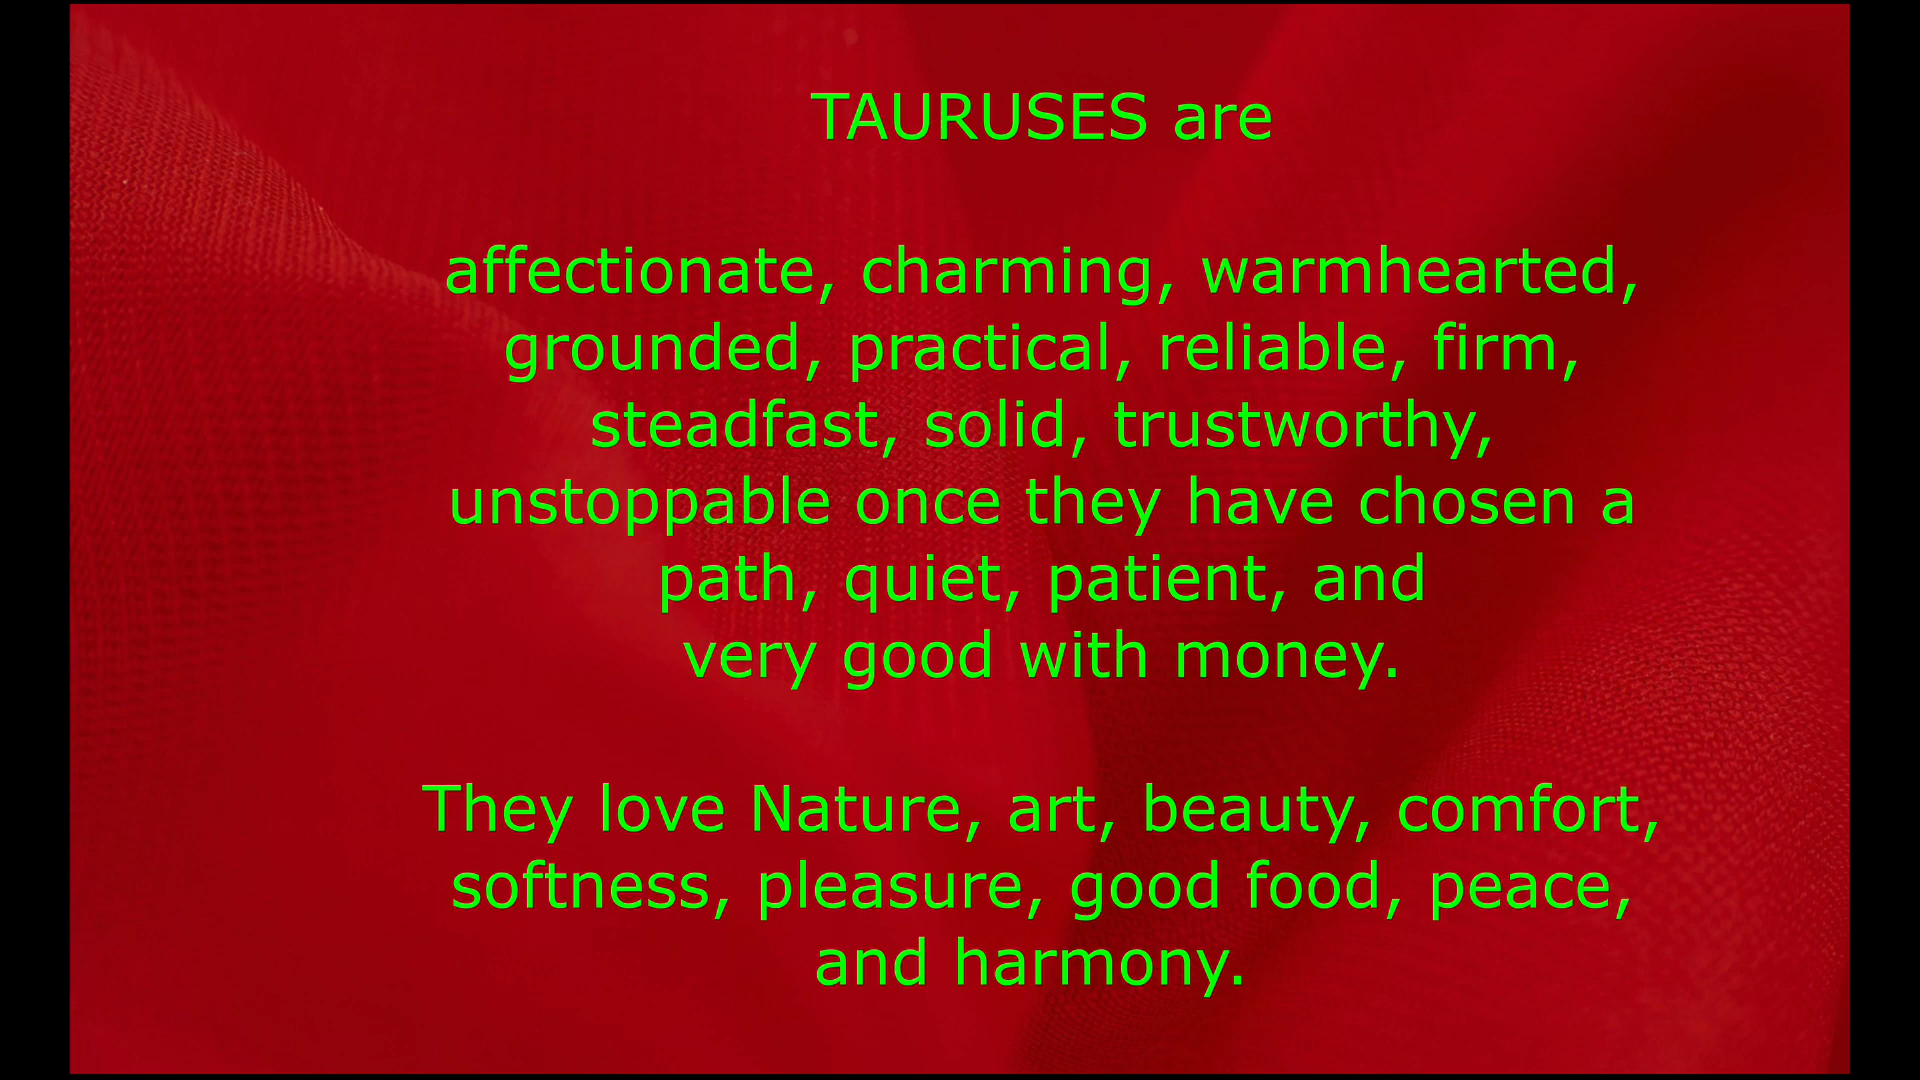 TAURUSES are
affectionate, charming, warmhearted,
grounded, practical, reliable, firm,
steadfast, solid, trustworthy,
unstoppable once they have chosen a
path, quiet, patient, and
very good with money.
They love Nature, art, beauty, comfort,
softness, pleasure, good food, peace,
and harmony.